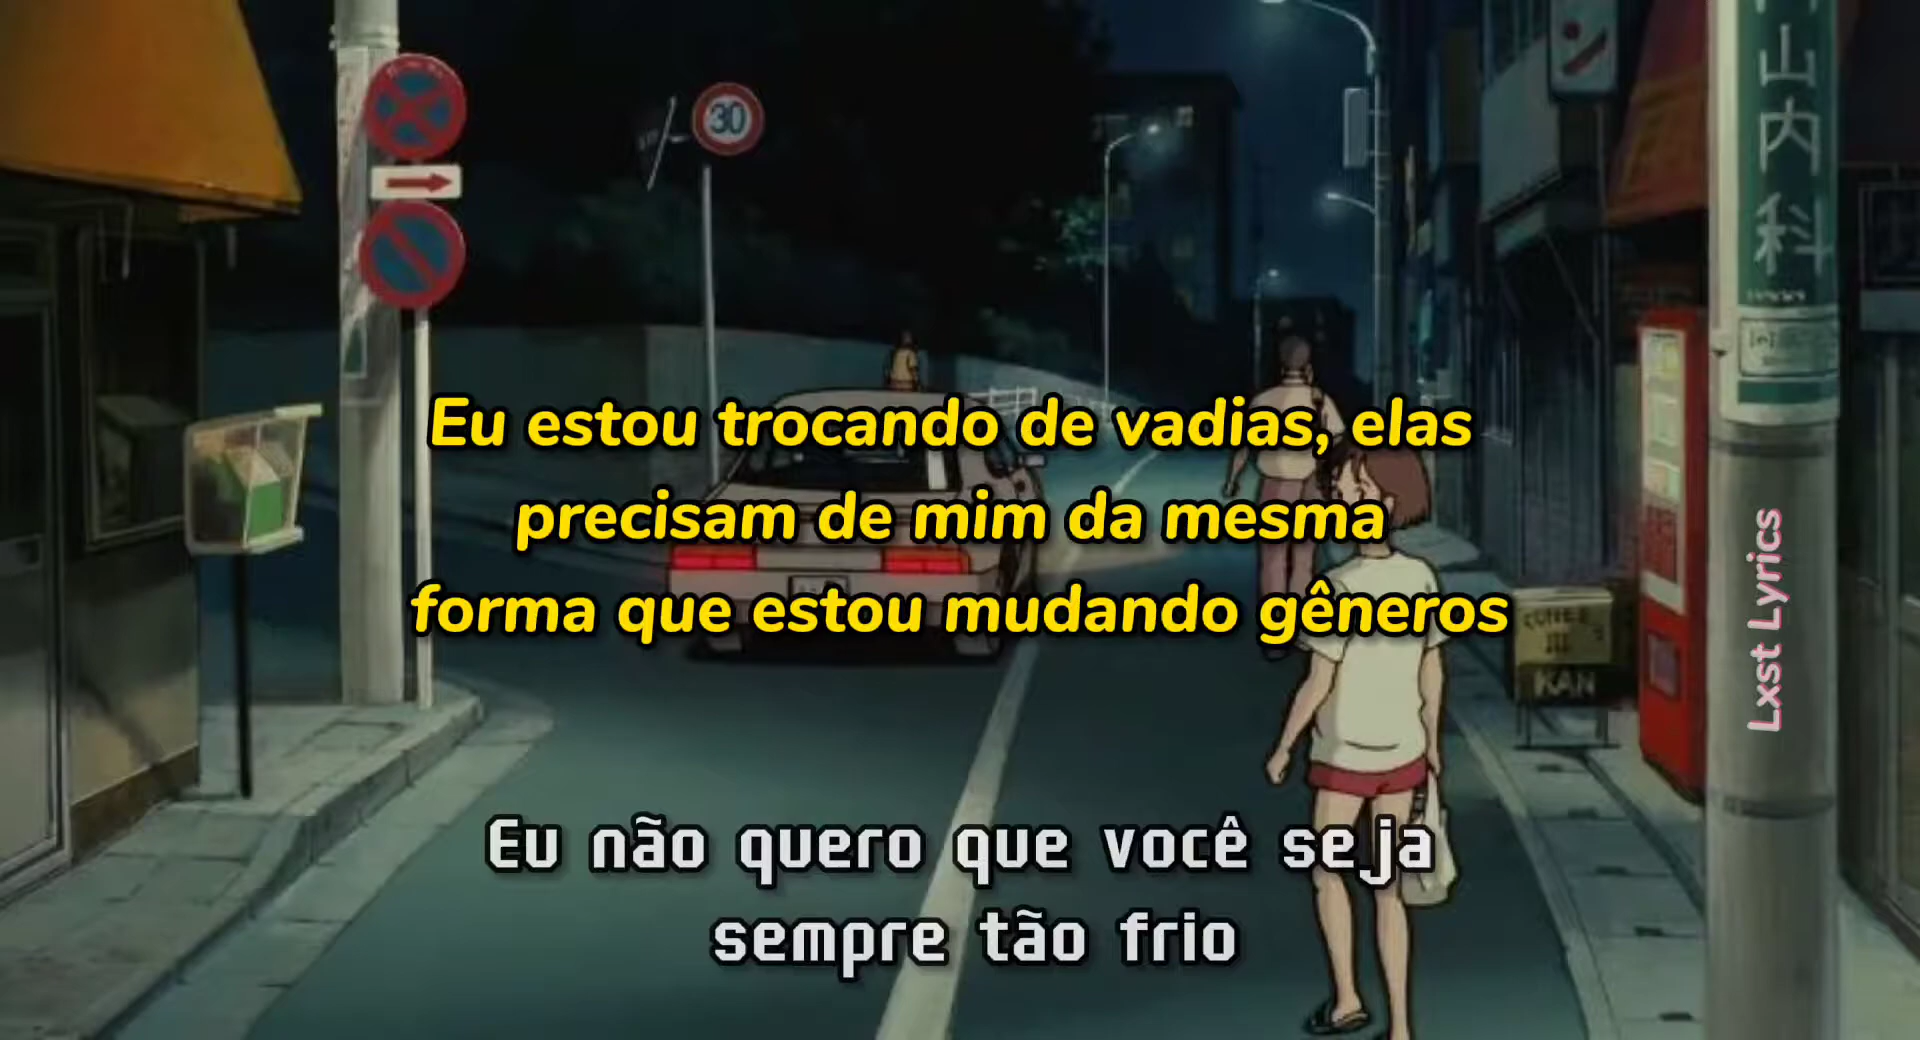 30
山
内
科
Eu estou trocando de vadias, elas
precisam de mim da mesma
forma que estou mudando gêneros
KAN
Lxst Lyrics
Eu não quero que você seja
sempre tão frio